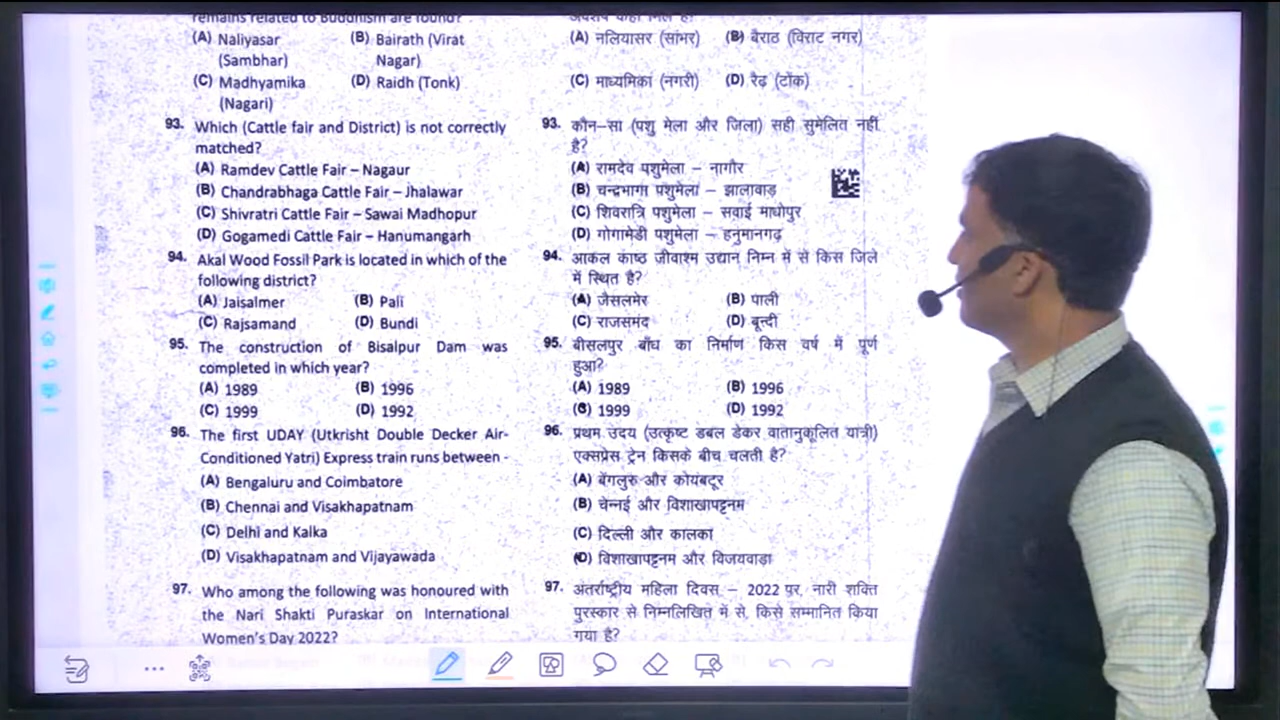 remains related to Buddhism are found?
(A) Naliyasar (B) Bairath (Virat
(Sambhar) Nagar)
(C) Madhyamika (D) Raidh (Tonk)
(Nagari)
93. Which (Cattle fair and District) is not correctly
matched?
(A) Ramdev Cattle Fair – Nagaur
(B) Chandrabhaga Cattle Fair – Jhalawar
(C) Shivratri Cattle Fair – Sawai Madhopur
(D) Gogamedi Cattle Fair – Hanumangarh
94. Akal Wood Fossil Park is located in which of the
following district?
(A) Jaisalmer (B) Pali
(C) Rajsamand (D) Bundi
95. The construction of Bisalpur Dam was
completed in which year?
(A) 1989 (B) 1996
(C) 1999 (D) 1992
96. The first UDAY (Utkrisht Double Decker Air-
Conditioned Yatri) Express train runs between -
(A) Bengaluru and Coimbatore
(B) Chennai and Visakhapatnam
(C) Delhi and Kalka
(D) Visakhapatnam and Vijayawada
97. Who among the following was honoured with
the Nari Shakti Puraskar on International
Women's Day 2022?
अवशेष कहाँ मिले हैं?
(A) नलियासर (सांभर) (B) बैराठ (विराट नगर)
(C) माध्यमिका (नगरी) (D) रैढ़ (टोंक)
93. कौन–सा (पशु मेला और जिला) सही सुमेलित नहीं
है?
(A) रामदेव पशुमेला – नागौर
(B) चन्द्रभागा पशुमेला – झालावाड़
(C) शिवरात्रि पशुमेला – सवाई माधोपुर
(D) गोगामेडी पशुमेला – हनुमानगढ़
94. आकल काष्ठ जीवाश्म उद्यान निम्न में से किस जिले
में स्थित है?
(A) जैसलमेर (B) पाली
(C) राजसमंद (D) बून्दी
95. बीसलपुर बाँध का निर्माण किस वर्ष में पूर्ण
हुआ?
(A) 1989 (B) 1996
(C) 1999 (D) 1992
96. प्रथम उदय (उत्कृष्ट डबल डेकर वातानुकूलित यात्री)
एक्सप्रेस ट्रेन किसके बीच चलती है?
(A) बेंगलुरु और कोयंबटूर
(B) चेन्नई और विशाखापट्टनम
(C) दिल्ली और कालका
(D) विशाखापट्टनम और विजयवाड़ा
97. अंतर्राष्ट्रीय महिला दिवस – 2022 पर, नारी शक्ति
पुरस्कार से निम्नलिखित में से, किसे सम्मानित किया
गया है?